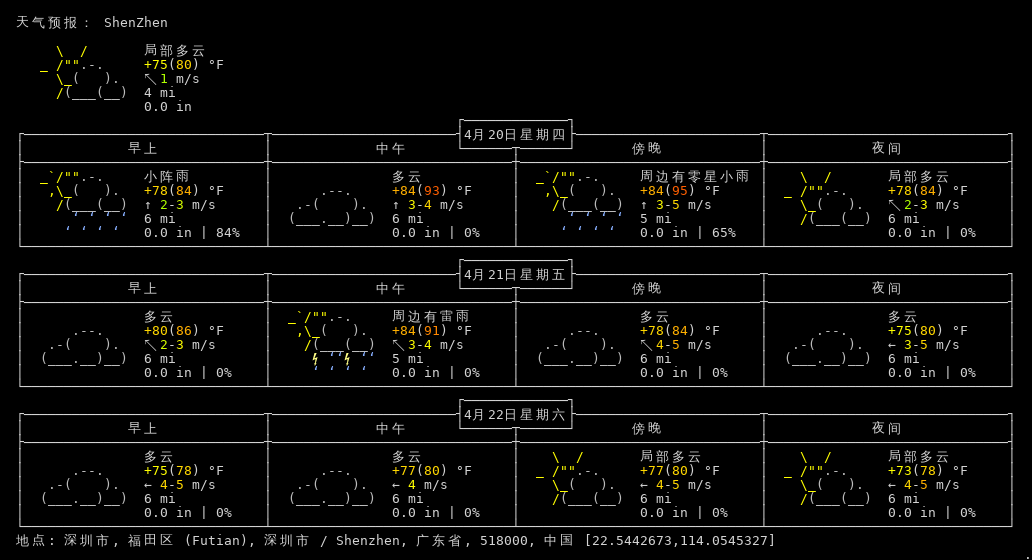 天气预报： ShenZhen
局部多云
+75(80) °F
↖1 m/s
4 mi
0.0 in
4月20日星期四
早上 中午 傍晚 夜间
小阵雨 多云 周边有零星小雨 局部多云
+78(84) °F +84(93) °F +84(95) °F +78(84) °F
↑ 2-3 m/s ↑ 3-4 m/s ↑ 3-5 m/s ↖2-3 m/s
6 mi 6 mi 5 mi 6 mi
0.0 in | 84% 0.0 in | 0% 0.0 in | 65% 0.0 in | 0%
4月21日星期五
早上 中午 傍晚 夜间
多云 周边有雷雨 多云 多云
+80(86) °F +84(91) °F +78(84) °F +75(80) °F
↖2-3 m/s ↖3-4 m/s ↖4-5 m/s ← 3-5 m/s
6 mi 5 mi 6 mi 6 mi
0.0 in | 0% 0.0 in | 0% 0.0 in | 0% 0.0 in | 0%
4月22日星期六
早上 中午 傍晚 夜间
多云 多云 局部多云 局部多云
+75(78) °F +77(80) °F +77(80) °F +73(78) °F
← 4-5 m/s ← 4 m/s ← 4-5 m/s ← 4-5 m/s
6 mi 6 mi 6 mi 6 mi
0.0 in | 0% 0.0 in | 0% 0.0 in | 0% 0.0 in | 0%
地点: 深圳市, 福田区 (Futian), 深圳市 / Shenzhen, 广东省, 518000, 中国 [22.5442673,114.0545327]